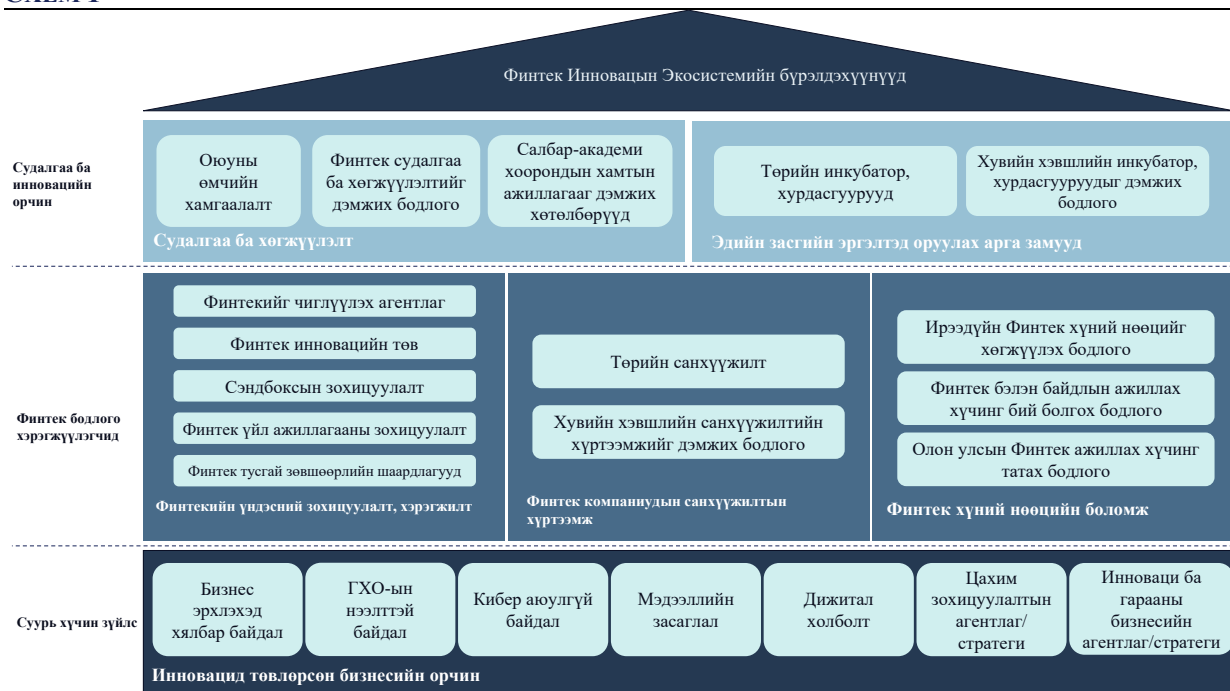 Финтек Инновацын Экосистемийн бүрэлдэхүүнүүд
Судалгаа ба
инновацийн
орчин
Оюуны
өмчийн
хамгаалалт
Финтек судалгаа
ба хөгжүүлэлтийг
дэмжих бодлого
Салбар-академи
хоорондын хамтын
ажиллагааг дэмжих
хөтөлбөрүүд
Судалгаа ба хөгжүүлэлт
Төрийн инкубатор,
хурдасгуурууд
Хувийн хэвшлийн инкубатор,
хурдасгууруудыг дэмжих
бодлого
Эдийн засгийн эргэлтэд оруулах арга замууд
Финтек бодлого
хэрэгжүүлэгчид
Финтекийг чиглүүлэх агентлаг
Финтек инновацийн төв
Сэндбоксын зохицуулалт
Финтек үйл ажиллагааны зохицуулалт
Финтек тусгай зөвшөөрлийн шаардлагууд
Финтекийн үндэсний зохицуулалт, хэрэгжилт
Төрийн санхүүжилт
Хувийн хэвшлийн санхүүжилтийн
хүртээмжийг дэмжих бодлого
Финтек компаниудын санхүүжилтын
хүртээмж
Ирээдүйн Финтек хүний нөөцийг
хөгжүүлэх бодлого
Финтек бэлэн байдлын ажиллах
хүчинг бий болгох бодлого
Олон улсын Финтек ажиллах хүчинг
татах бодлого
Финтек хүний нөөцийн боломж
Суурь хүчин зүйлс
Бизнес
эрхлэхэд
хялбар байдал
ГХО-ын
нээлттэй
байдал
Кибер аюулгүй
байдал
Мэдээллийн
засаглал
Дижитал
холболт
Цахим
зохицуулалтын
агентлаг/
стратеги
Инноваци ба
гарааны
бизнесийн
агентлаг/стратеги
Инновацид төвлөрсөн бизнесийн орчин